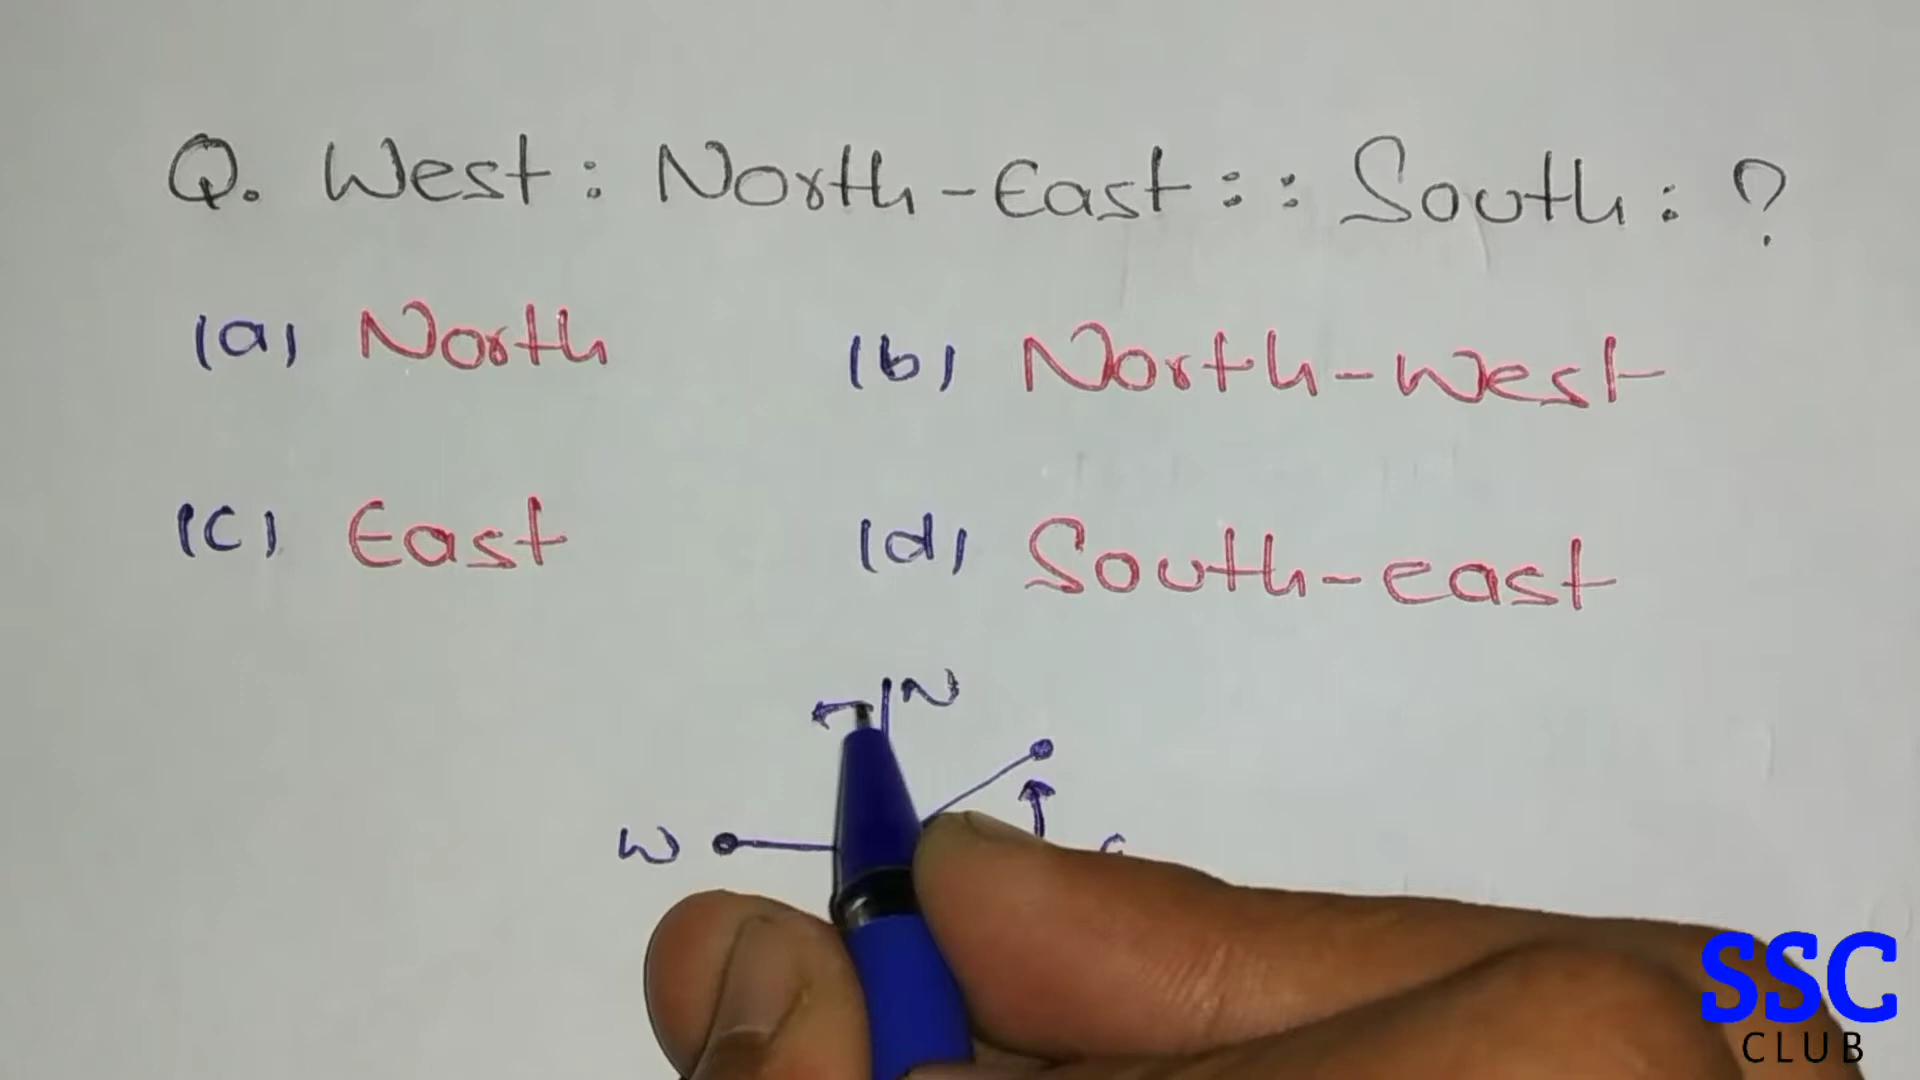 Q. West : North-East :: South : ?
(a) North
(b) North-West
(c) East
(d) South-east
N
W
SSC
CLUB